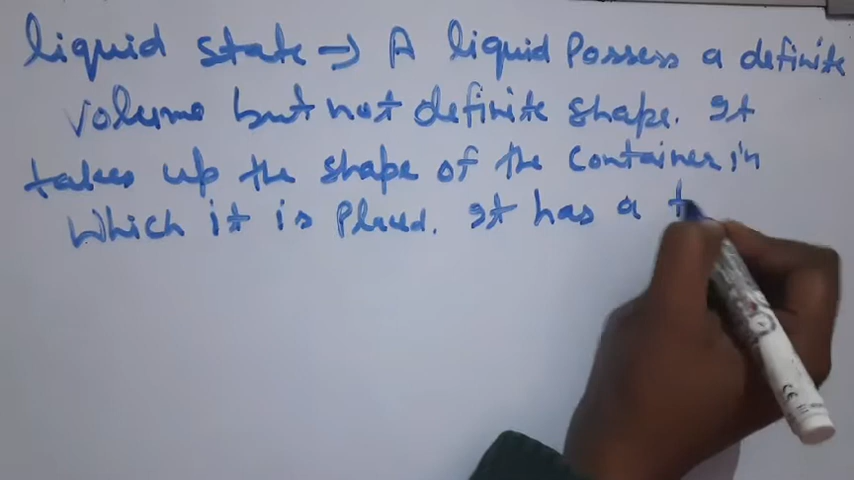 liquid state → A liquid Possess a definite
volume but not definite shape. It
takes up the shape of the container in
which it is placed. It has a t